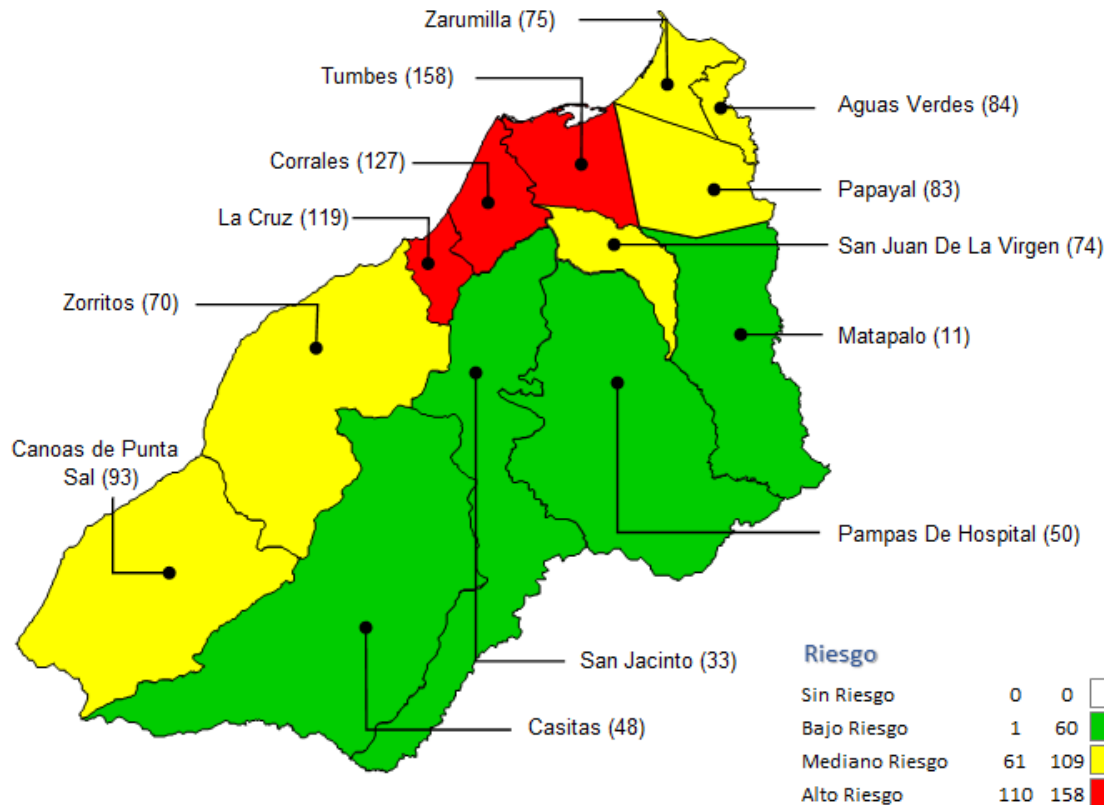 Zarumilla (75)
Tumbes (158)
Aguas Verdes (84)
Corrales (127)
Papayal (83)
La Cruz (119)
San Juan De La Virgen (74)
Zorritos (70)
Matapalo (11)
Canoas de Punta
Sal (93)
Pampas De Hospital (50)
San Jacinto (33)
Casitas (48)
Riesgo
Sin Riesgo 0 0
Bajo Riesgo 1 60
Mediano Riesgo 61 109
Alto Riesgo 110 158